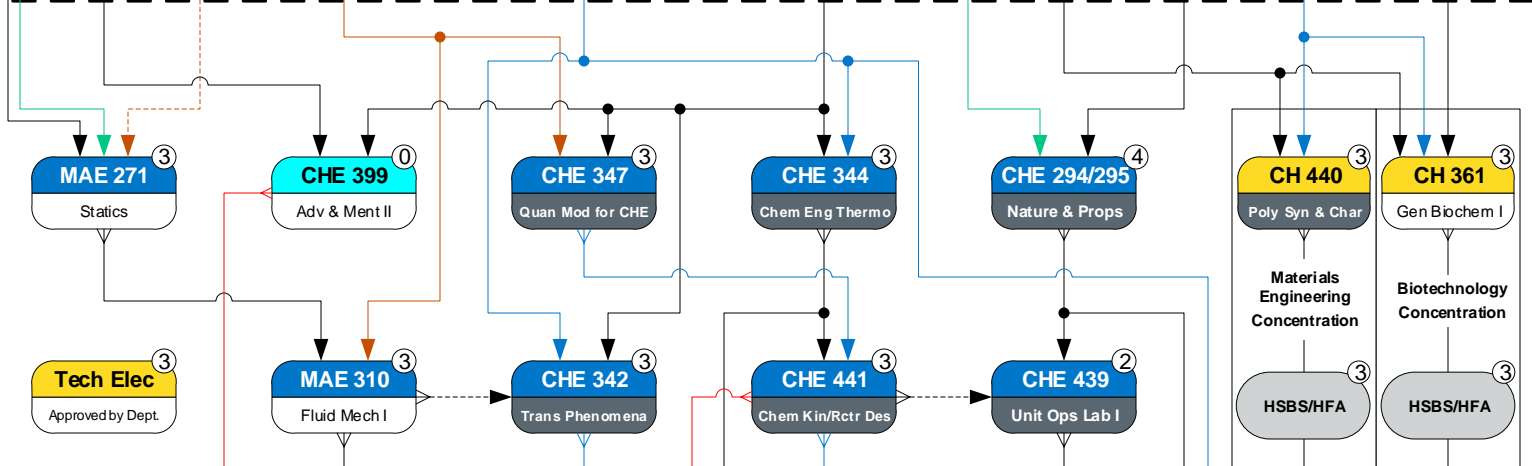 3
MAE 271
Statics
0
CHE 399
Adv & Ment II
3
CHE 347
Quan Mod for CHE
3
CHE 344
Chem Eng Thermo
4
CHE 294/295
Nature & Props
3
CH 440
Poly Syn & Char
3
CH 361
Gen Biochem I
Materials
Engineering
Concentration
Biotechnology
Concentration
3
Tech Elec
Approved by Dept.
3
MAE 310
Fluid Mech I
3
CHE 342
Trans Phenomena
3
CHE 441
Chem Kin/Rctr Des
2
CHE 439
Unit Ops Lab I
3
HSBS/HFA
3
HSBS/HFA